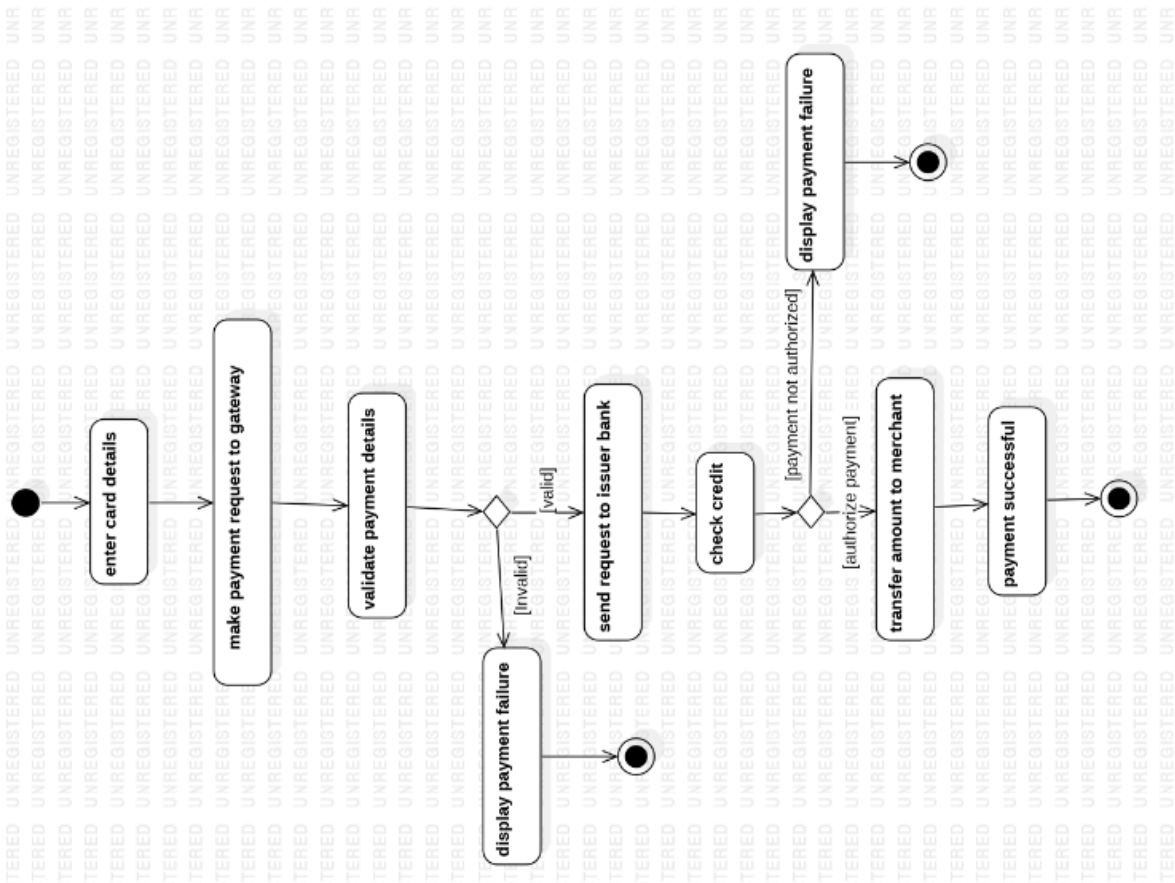 enter card details
make payment request to gateway
validate payment details
[Invalid]
display payment failure
[valid]
send request to issuer bank
check credit
[payment not authorized]
display payment failure
[authorize payment]
transfer amount to merchant
payment successful
UNREGISTERED